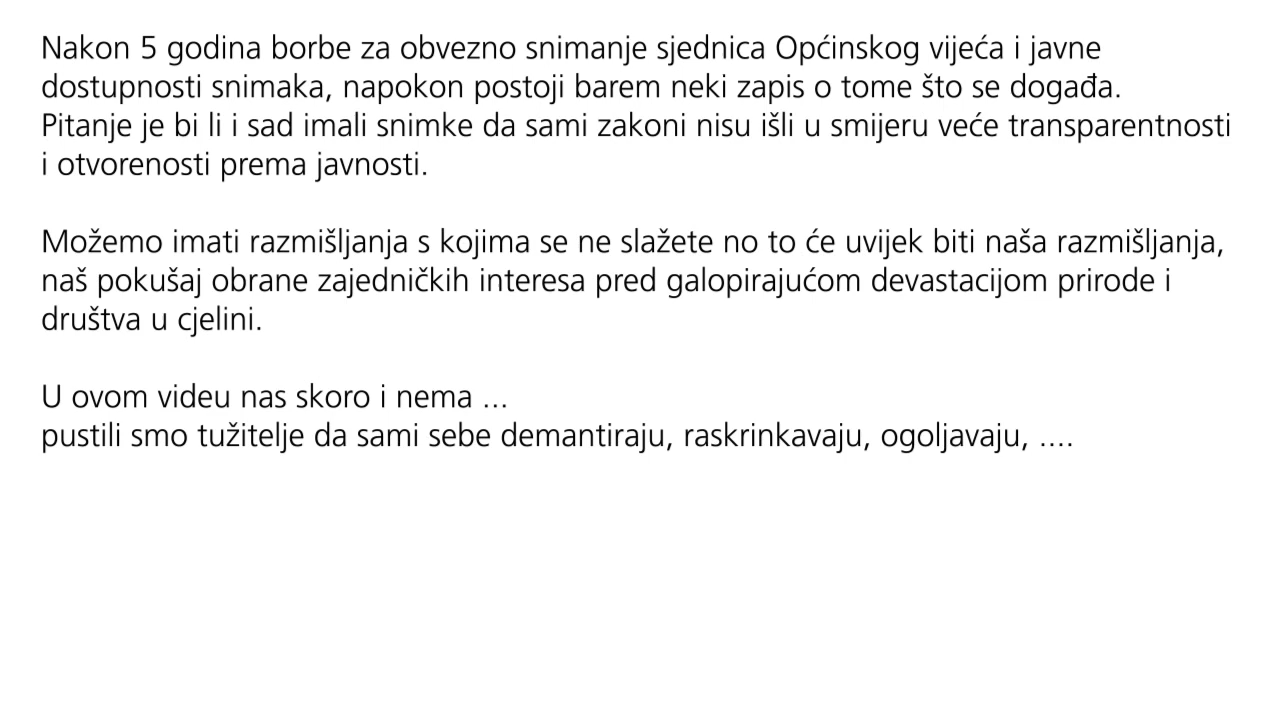 Nakon 5 godina borbe za obvezno snimanje sjednica Općinskog vijeća i javne
dostupnosti snimaka, napokon postoji barem neki zapis o tome što se događa.
Pitanje je bi li i sad imali snimke da sami zakoni nisu išli u smijeru veće transparentnosti
i otvorenosti prema javnosti.
Možemo imati razmišljanja s kojima se ne slažete no to će uvijek biti naša razmišljanja,
naš pokušaj obrane zajedničkih interesa pred galopirajućom devastacijom prirode i
društva u cjelini.
U ovom videu nas skoro i nema ...
pustili smo tužitelje da sami sebe demantiraju, raskrinkavaju, ogoljavaju, ....